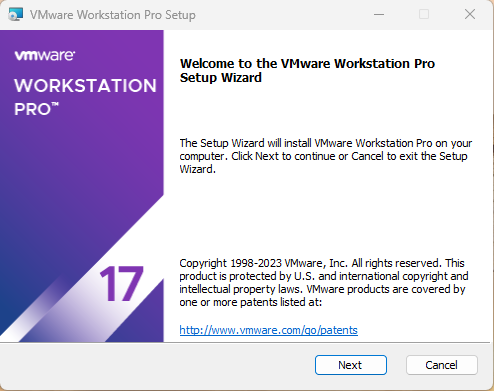 VMware Workstation Pro Setup
vmware®
WORKSTATION
PRO™
17
Welcome to the VMware Workstation Pro
Setup Wizard
The Setup Wizard will install VMware Workstation Pro on your
computer. Click Next to continue or Cancel to exit the Setup
Wizard.
Copyright 1998-2023 VMware, Inc. All rights reserved. This
product is protected by U.S. and international copyright and
intellectual property laws. VMware products are covered by
one or more patents listed at:
http://www.vmware.com/go/patents
Next
Cancel